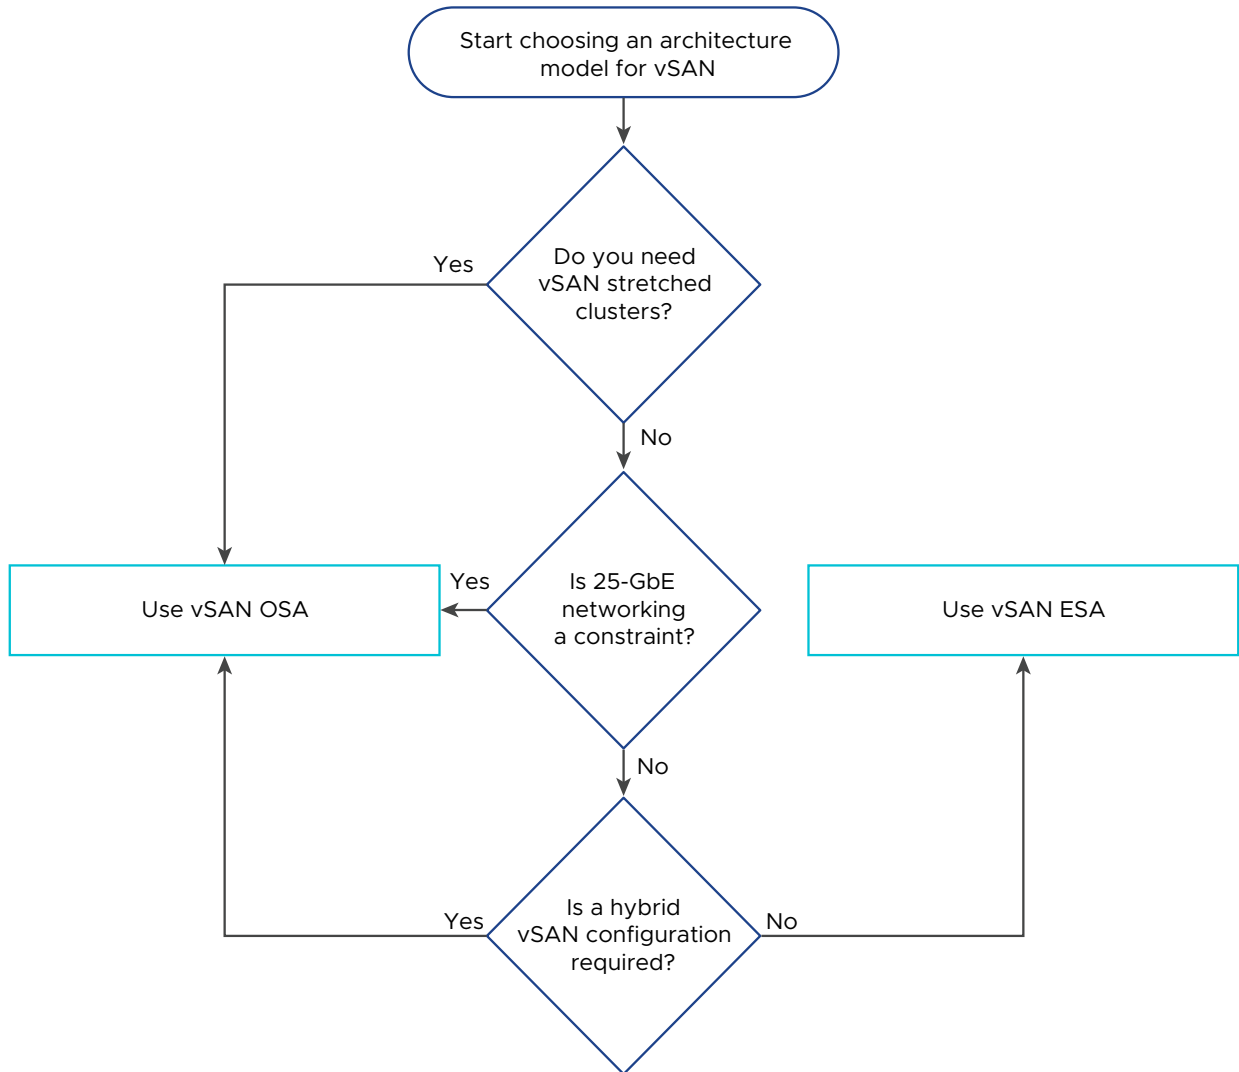 Start choosing an architecture
model for vSAN
Yes
Do you need
vSAN stretched
clusters?
No
Use vSAN OSA
Yes
Is 25-GbE
networking
a constraint?
Use vSAN ESA
No
Yes
Is a hybrid
vSAN configuration
required?
No